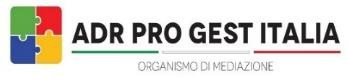 ADR PRO GEST ITALIA
ORGANISMO DI MEDIAZIONE